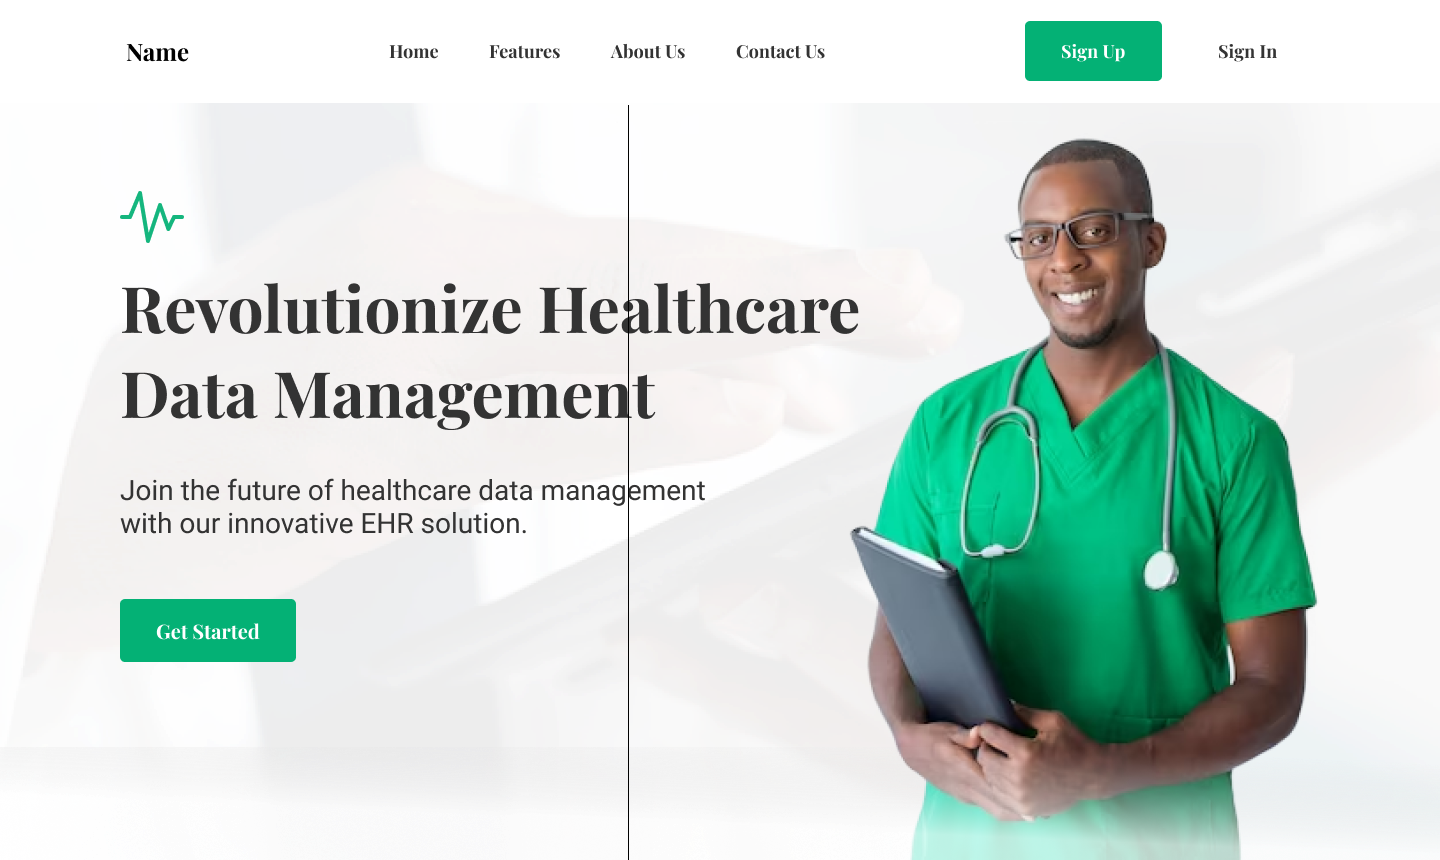 Name
Home
Features
About Us
Contact Us
Sign Up
Sign In
Revolutionize Healthcare
Data Management
Join the future of healthcare data management
with our innovative EHR solution.
Get Started